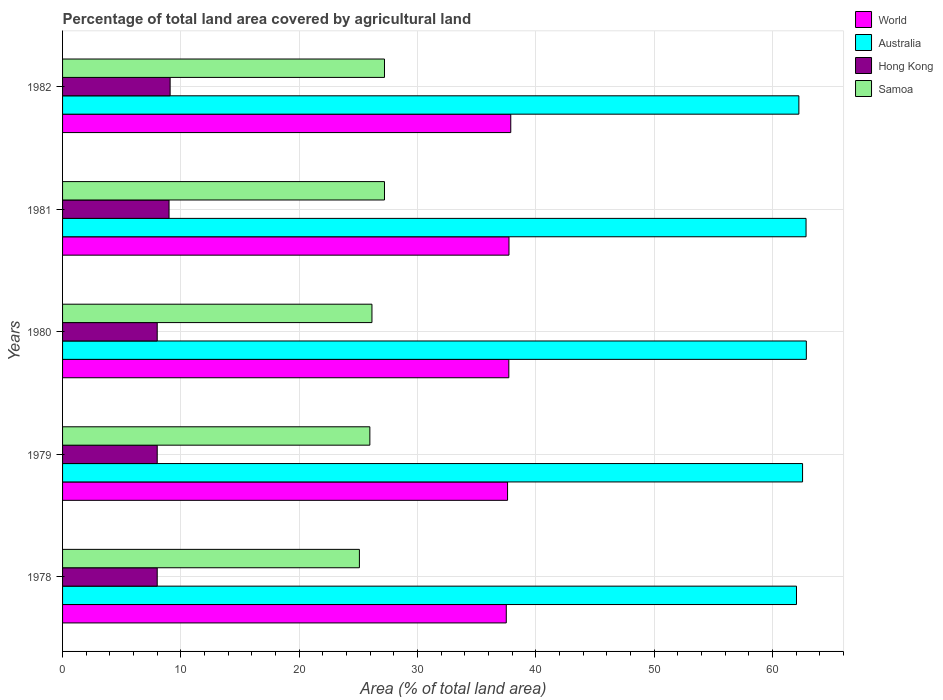 Percentage of total land area covered by agricultural land
World
Australia
Hong Kong
Samoa
1982
1981
1980
1979
1978
Years
0
10
20
30
40
50
60
Area (% of total land area)